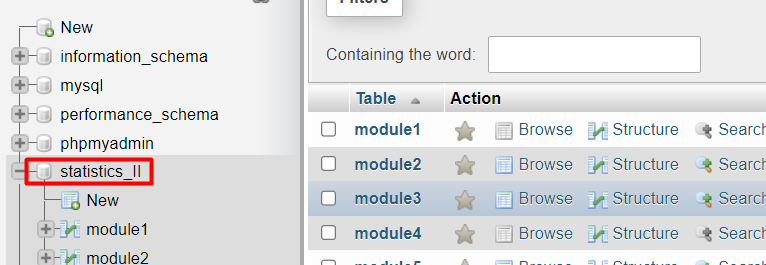 Filters
New
information_schema
mysql
performance_schema
phpmyadmin
statistics_II
New
module1
module2
Containing the word:
Table Action
module1 Browse Structure Search
module2 Browse Structure Search
module3 Browse Structure Search
module4 Browse Structure Search